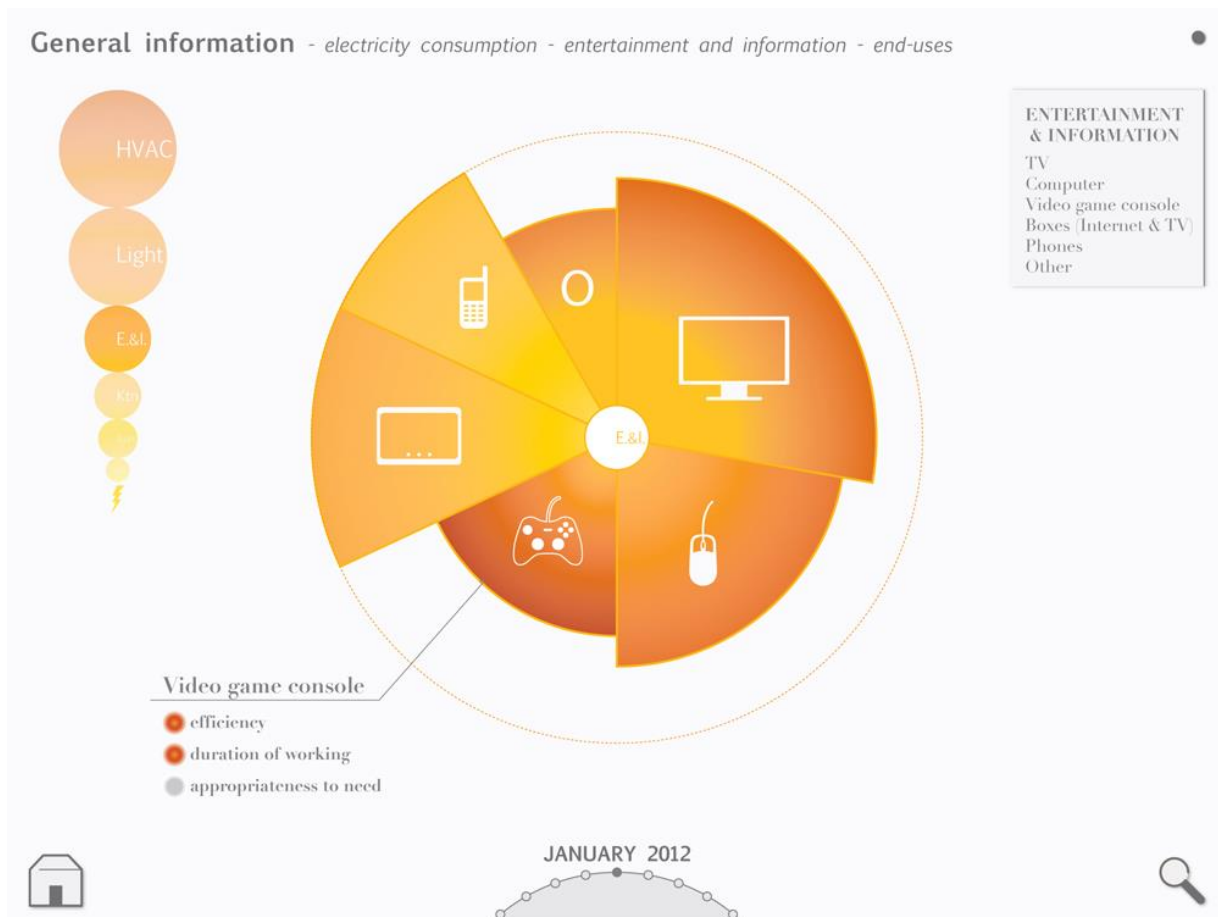 General information - electricity consumption - entertainment and information - end-uses
HVAC
Light
E.&I.
Ktn
ENTERTAINMENT
& INFORMATION
TV
Computer
Video game console
Boxes (Internet & TV)
Phones
Other
O
E.&I.
Video game console
efficiency
duration of working
appropriateness to need
JANUARY 2012